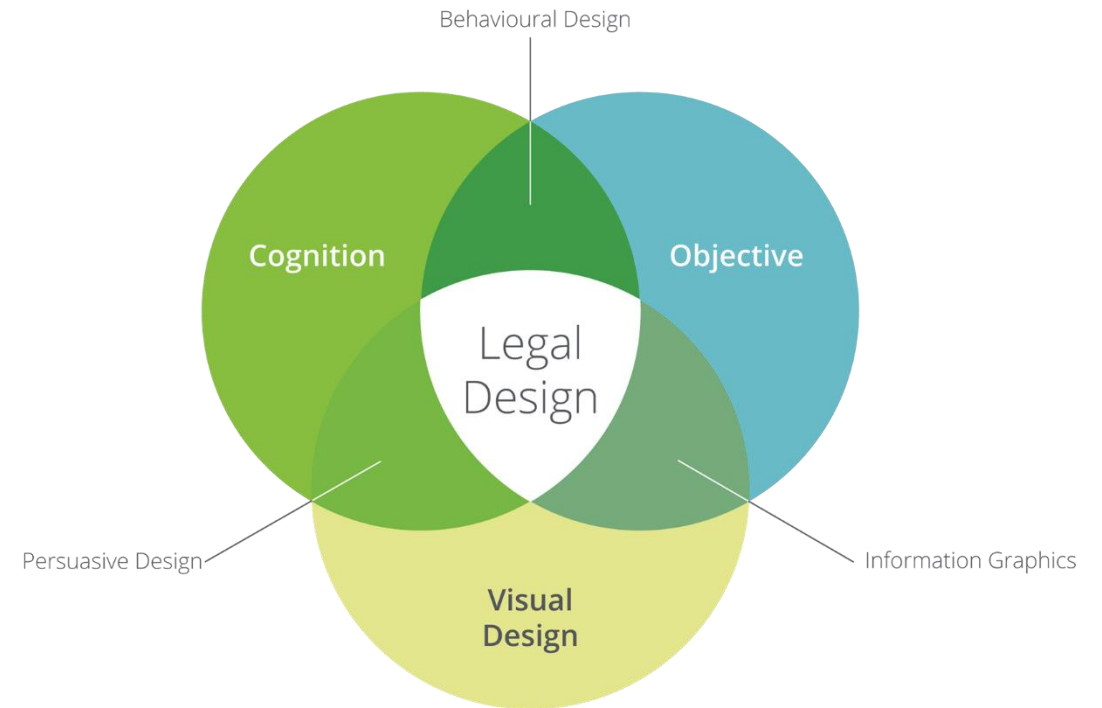 Behavioural Design
Cognition
Objective
Legal
Design
Persuasive Design
Information Graphics
Visual
Design